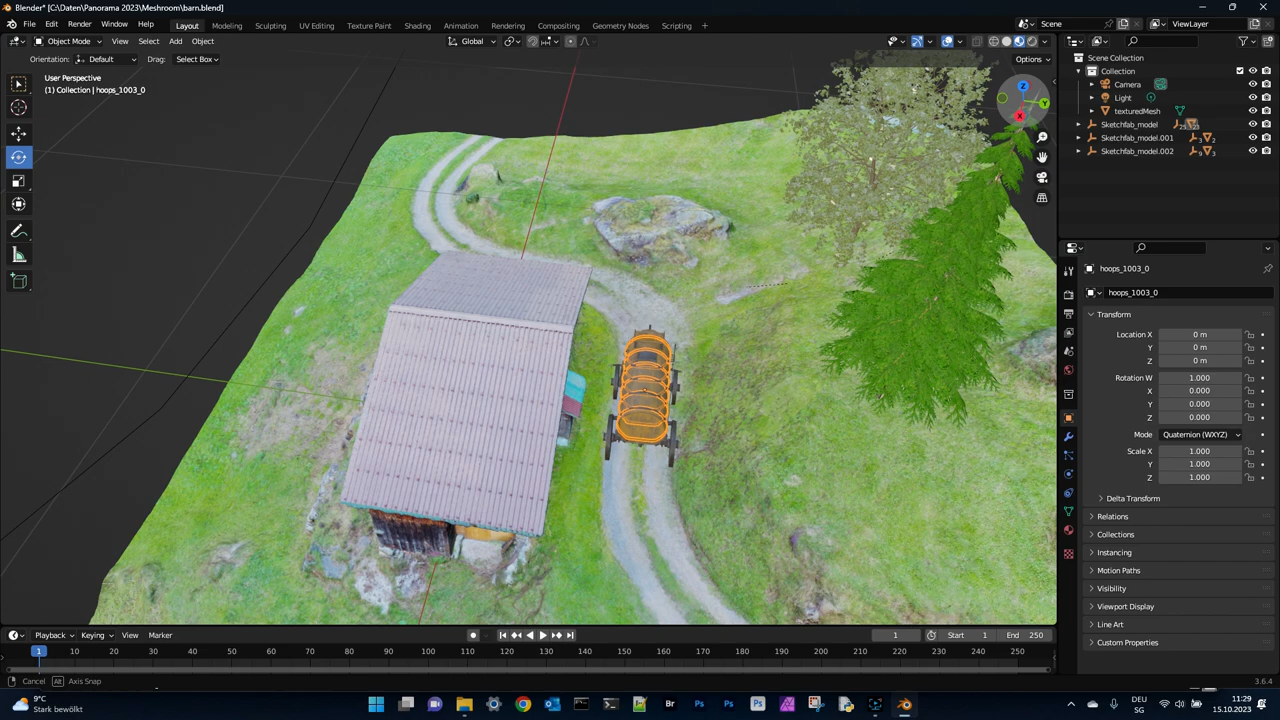 Blender* [C:\Daten\Panorama 2023\Meshroom\barn.blend]
File Edit Render Window Help Layout Modeling Sculpting UV Editing Texture Paint Shading Animation Rendering Compositing Geometry Nodes Scripting + Scene ViewLayer
Object Mode View Select Add Object Global
Orientation: Default Drag: Select Box Options
User Perspective
(1) Collection | hoops_1003_0
Z
Y
X
Scene Collection
Collection
Camera
Light
texturedMesh
Sketchfab_model
Sketchfab_model.001 3 2
Sketchfab_model.002 9 3
hoops_1003_0
hoops_1003_0
Transform
Location X 0 m
Y 0 m
Z 0 m
Rotation W 1.000
X 0.000
Y 0.000
Z 0.000
Mode Quaternion (WXYZ)
Scale X 1.000
Y 1.000
Z 1.000
Delta Transform
Relations
Collections
Instancing
Motion Paths
Visibility
Viewport Display
Line Art
Custom Properties
Playback Keying View Marker 1 Start 1 End 250
1 10 20 30 40 50 60 70 80 90 100 110 120 130 140 150 160 170 180 190 200 210 220 230 240 250
Cancel Alt Axis Snap 3.6.4
9°C
Stark bewölkt
Br Ps Ps
DEU
SG
11:29
15.10.2023